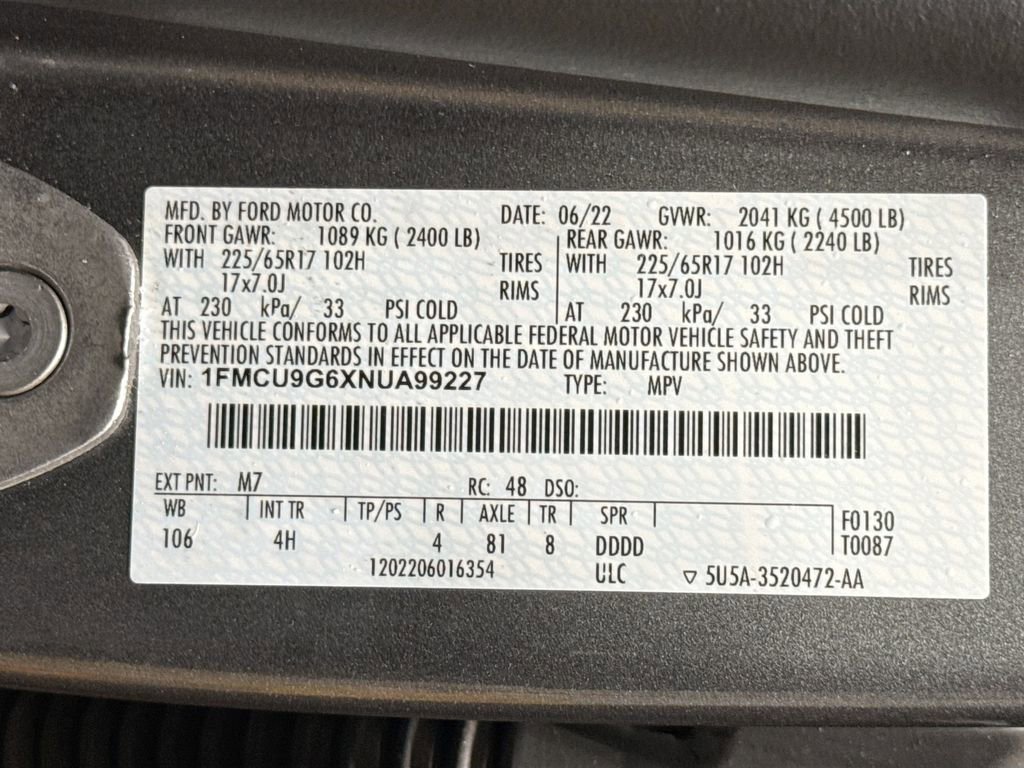 MFD. BY FORD MOTOR CO. DATE: 06/22 GVWR: 2041 KG ( 4500 LB)
FRONT GAWR: 1089 KG ( 2400 LB) REAR GAWR: 1016 KG ( 2240 LB)
WITH 225/65R17 102H TIRES WITH 225/65R17 102H TIRES
17x7.0J RIMS 17x7.0J RIMS
AT 230 kPa/ 33 PSI COLD AT 230 kPa/ 33 PSI COLD
THIS VEHICLE CONFORMS TO ALL APPLICABLE FEDERAL MOTOR VEHICLE SAFETY AND THEFT
PREVENTION STANDARDS IN EFFECT ON THE DATE OF MANUFACTURE SHOWN ABOVE.
VIN: 1FMCU9G6XNUA99227 TYPE: MPV
EXT PNT: M7 RC: 48 DSO:
WB INT TR TP/PS R AXLE TR SPR F0130
106 4H 4 81 8 DDDD T0087
1202206016354 ULC ▽ 5U5A-3520472-AA